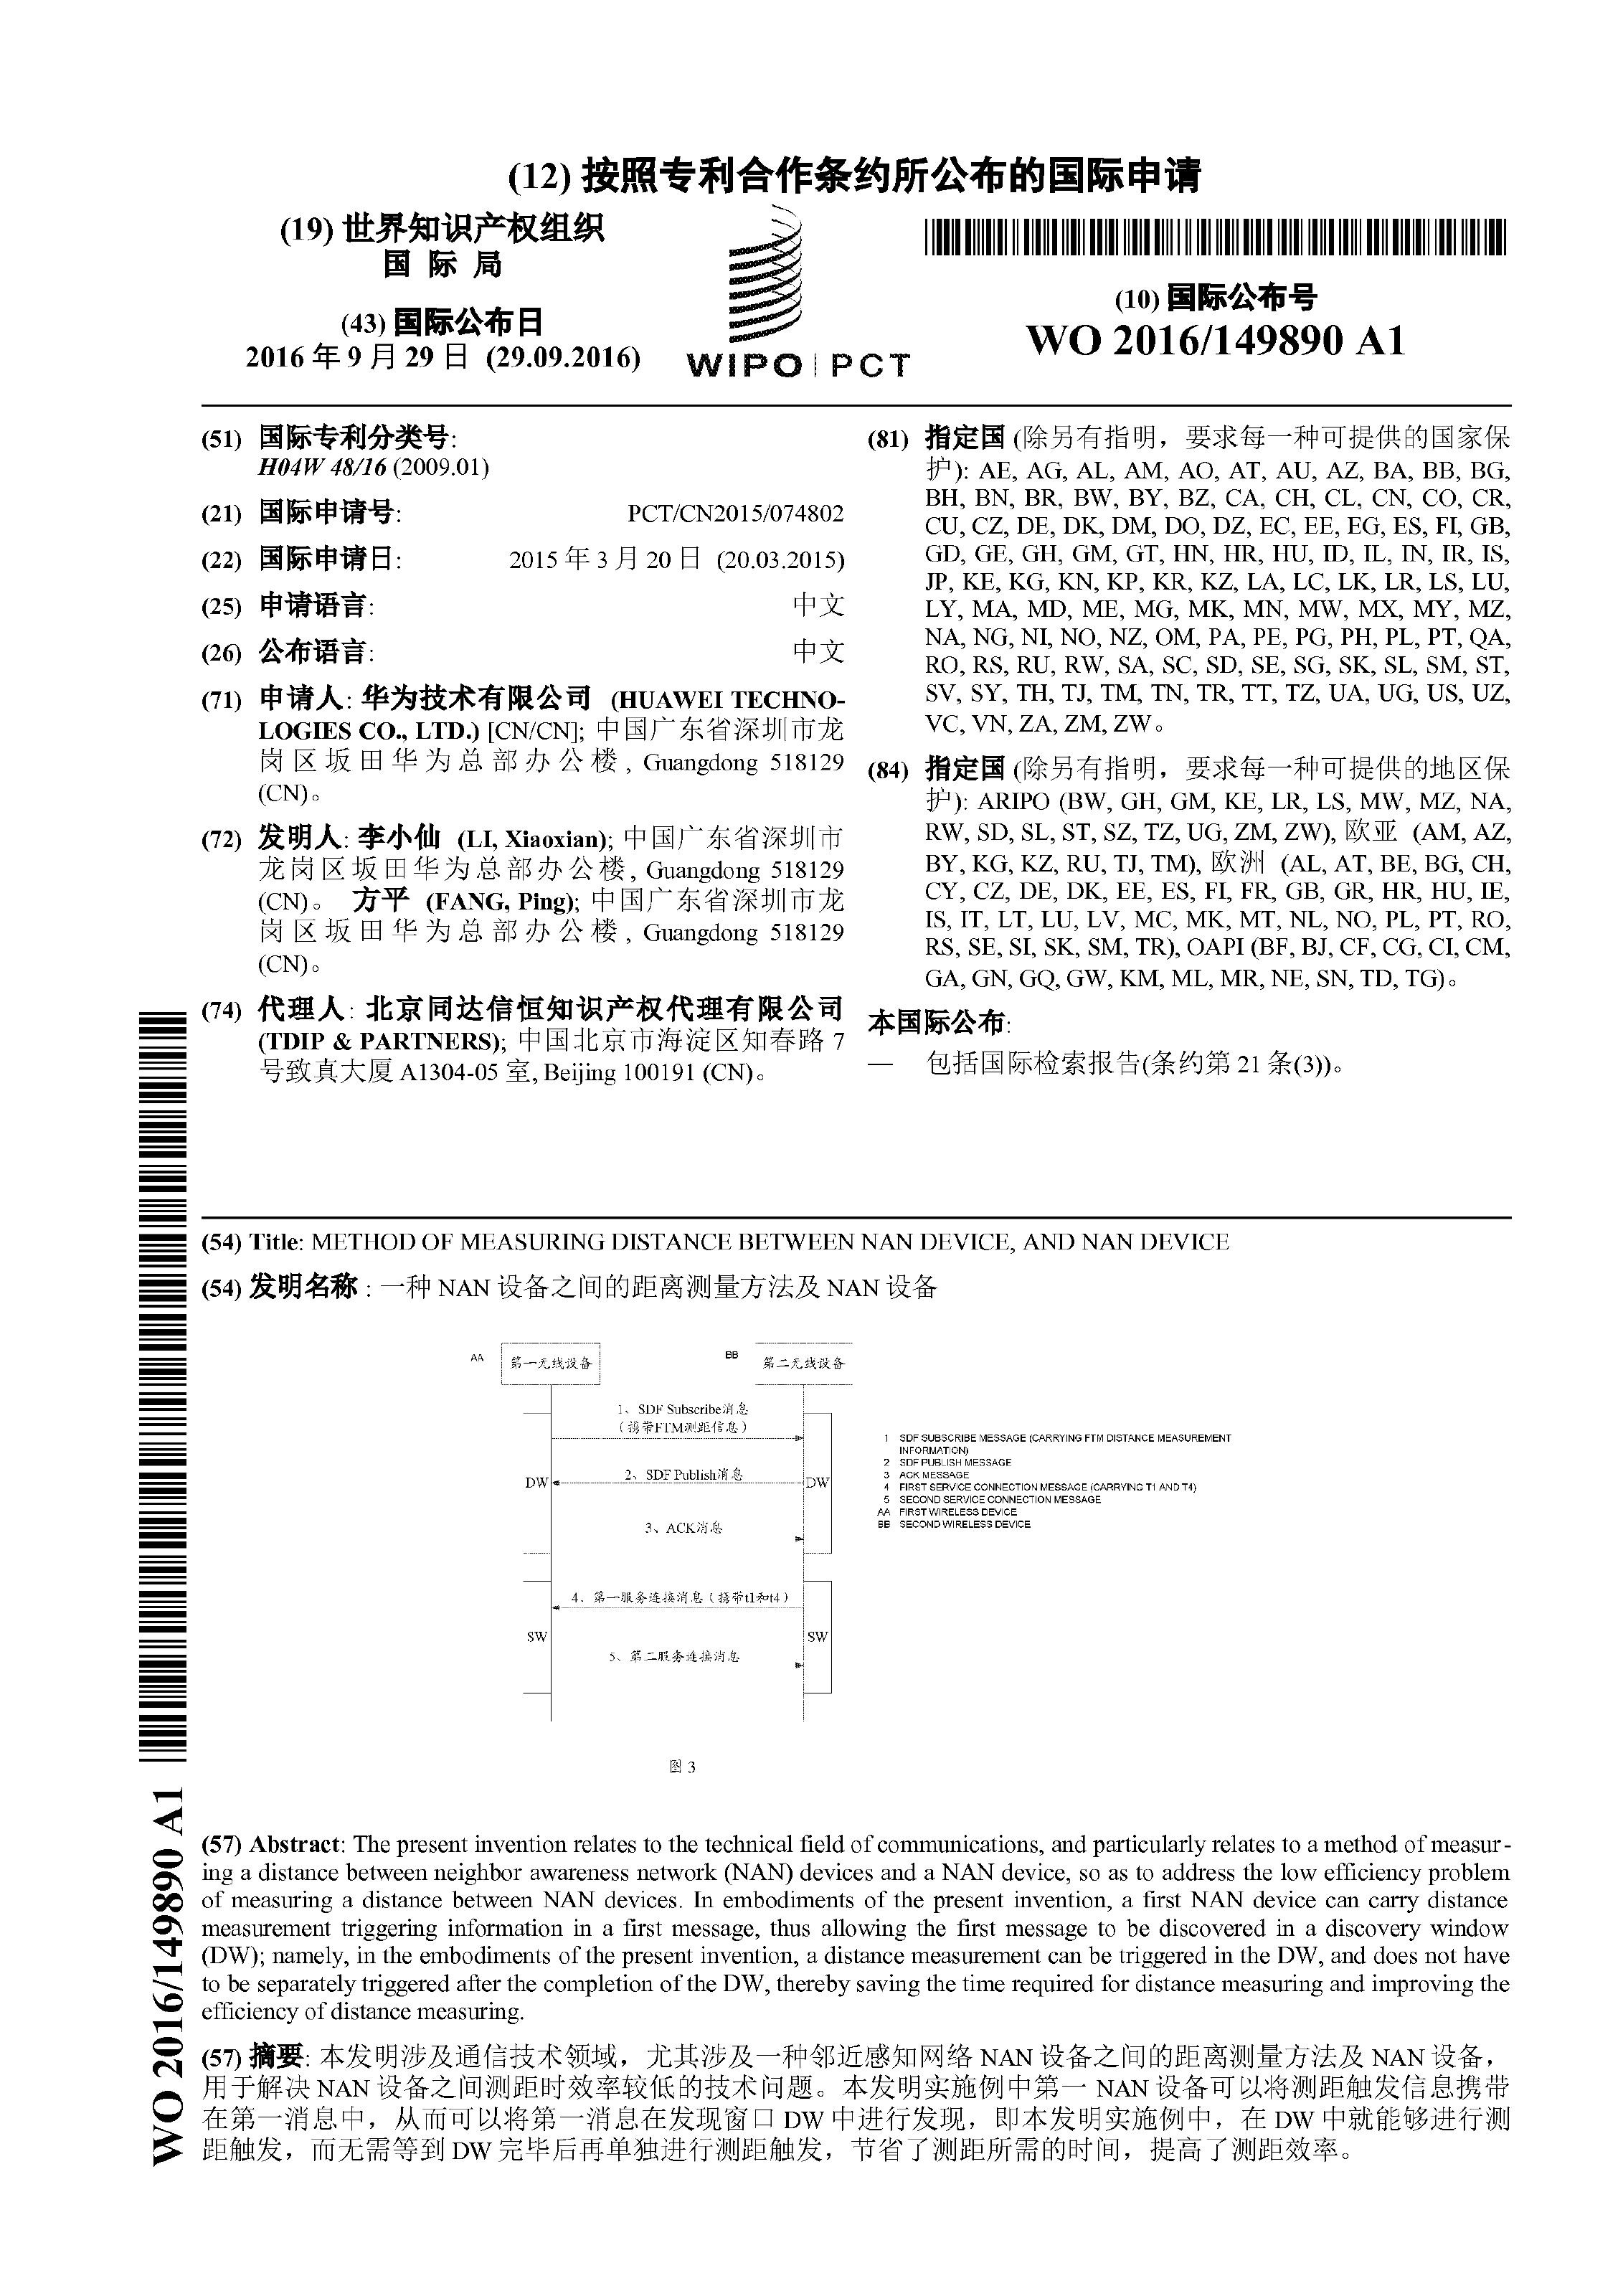 (12) 按照专利合作条约所公布的国际申请
(19) 世界知识产权组织
国 际 局
(43) 国际公布日
2016 年 9 月 29 日 (29.09.2016)
WIPO | PCT
(10) 国际公布号
WO 2016/149890 A1
(51) 国际专利分类号:
H04W 48/16 (2009.01)
(21) 国际申请号: PCT/CN2015/074802
(22) 国际申请日: 2015 年 3 月 20 日 (20.03.2015)
(25) 申请语言: 中文
(26) 公布语言: 中文
(71) 申请人: 华为技术有限公司 (HUAWEI TECHNO-
LOGIES CO., LTD.) [CN/CN]; 中国广东省深圳市龙
岗区坂田华为总部办公楼, Guangdong 518129
(CN)。
(72) 发明人: 李小仙 (LI, Xiaoxian); 中国广东省深圳市
龙岗区坂田华为总部办公楼, Guangdong 518129
(CN)。 方平 (FANG, Ping); 中国广东省深圳市龙
岗区坂田华为总部办公楼, Guangdong 518129
(CN)。
(74) 代理人: 北京同达信恒知识产权代理有限公司
(TDIP & PARTNERS); 中国北京市海淀区知春路 7
号致真大厦 A1304-05 室, Beijing 100191 (CN)。
(81) 指定国 (除另有指明，要求每一种可提供的国家保
护): AE, AG, AL, AM, AO, AT, AU, AZ, BA, BB, BG,
BH, BN, BR, BW, BY, BZ, CA, CH, CL, CN, CO, CR,
CU, CZ, DE, DK, DM, DO, DZ, EC, EE, EG, ES, FI, GB,
GD, GE, GH, GM, GT, HN, HR, HU, ID, IL, IN, IR, IS,
JP, KE, KG, KN, KP, KR, KZ, LA, LC, LK, LR, LS, LU,
LY, MA, MD, ME, MG, MK, MN, MW, MX, MY, MZ,
NA, NG, NI, NO, NZ, OM, PA, PE, PG, PH, PL, PT, QA,
RO, RS, RU, RW, SA, SC, SD, SE, SG, SK, SL, SM, ST,
SV, SY, TH, TJ, TM, TN, TR, TT, TZ, UA, UG, US, UZ,
VC, VN, ZA, ZM, ZW。
(84) 指定国 (除另有指明，要求每一种可提供的地区保
护): ARIPO (BW, GH, GM, KE, LR, LS, MW, MZ, NA,
RW, SD, SL, ST, SZ, TZ, UG, ZM, ZW), 欧亚 (AM, AZ,
BY, KG, KZ, RU, TJ, TM), 欧洲 (AL, AT, BE, BG, CH,
CY, CZ, DE, DK, EE, ES, FI, FR, GB, GR, HR, HU, IE,
IS, IT, LT, LU, LV, MC, MK, MT, NL, NO, PL, PT, RO,
RS, SE, SI, SK, SM, TR), OAPI (BF, BJ, CF, CG, CI, CM,
GA, GN, GQ, GW, KM, ML, MR, NE, SN, TD, TG)。
本国际公布:
— 包括国际检索报告(条约第 21 条(3))。
(54) Title: METHOD OF MEASURING DISTANCE BETWEEN NAN DEVICE, AND NAN DEVICE
(54) 发明名称 : 一种 NAN 设备之间的距离测量方法及 NAN 设备
AA 第一无线设备 BB 第二无线设备
1、SDF Subscribe消息
（携带FTM测距信息）
DW 2、SDF Publish消息 DW
3、ACK消息
4、第一服务连接消息（携带t1和t4）
SW SW
5、第二服务连接消息
图 3
1 SDF SUBSCRIBE MESSAGE (CARRYING FTM DISTANCE MEASUREMENT
INFORMATION)
2 SDF PUBLISH MESSAGE
3 ACK MESSAGE
4 FIRST SERVICE CONNECTION MESSAGE (CARRYING T1 AND T4)
5 SECOND SERVICE CONNECTION MESSAGE
AA FIRST WIRELESS DEVICE
BB SECOND WIRELESS DEVICE
(57) Abstract: The present invention relates to the technical field of communications, and particularly relates to a method of measur-
ing a distance between neighbor awareness network (NAN) devices and a NAN device, so as to address the low efficiency problem
of measuring a distance between NAN devices. In embodiments of the present invention, a first NAN device can carry distance
measurement triggering information in a first message, thus allowing the first message to be discovered in a discovery window
(DW); namely, in the embodiments of the present invention, a distance measurement can be triggered in the DW, and does not have
to be separately triggered after the completion of the DW, thereby saving the time required for distance measuring and improving the
efficiency of distance measuring.
(57) 摘要: 本发明涉及通信技术领域，尤其涉及一种邻近感知网络 NAN 设备之间的距离测量方法及 NAN 设备，
用于解决 NAN 设备之间测距时效率较低的技术问题。本发明实施例中第一 NAN 设备可以将测距触发信息携带
在第一消息中，从而可以将第一消息在发现窗口 DW 中进行发现，即本发明实施例中，在 DW 中就能够进行测
距触发，而无需等到 DW 完毕后再单独进行测距触发，节省了测距所需的时间，提高了测距效率。
WO 2016/149890 A1